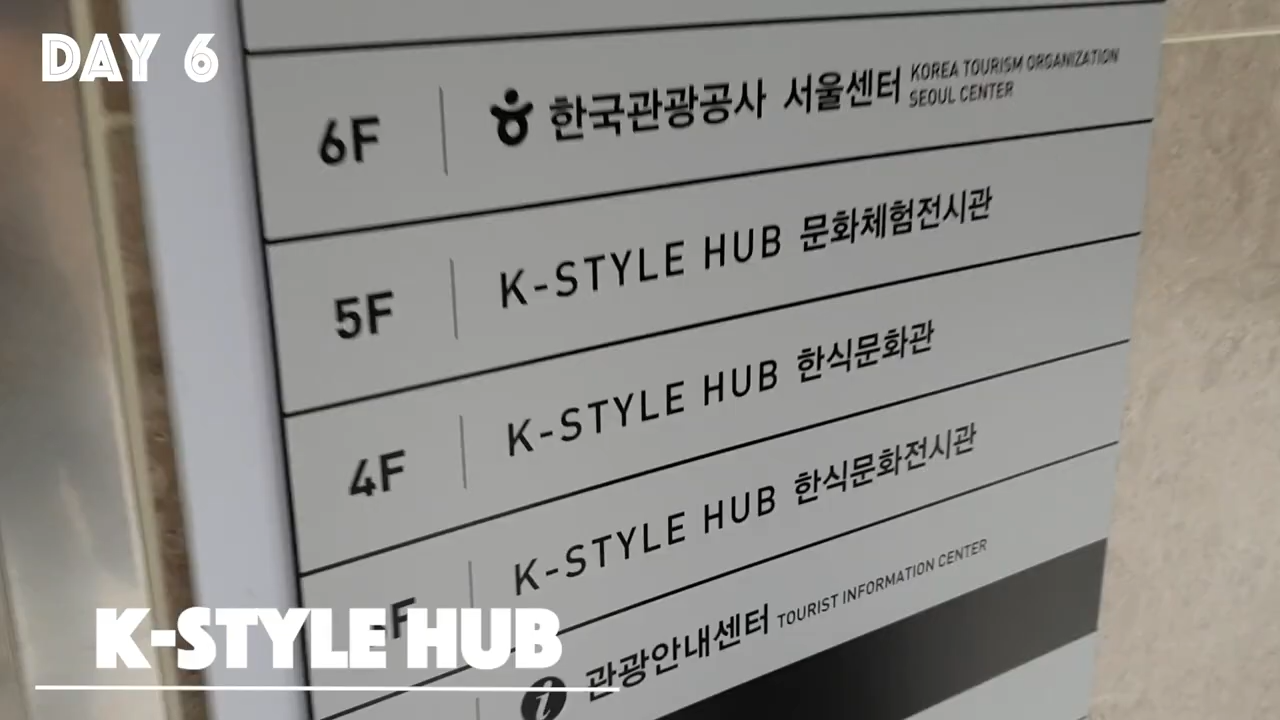 DAY 6
6F 한국관광공사 서울센터 KOREA TOURISM ORGANIZATION
SEOUL CENTER
5F K-STYLE HUB 문화체험전시관
4F K-STYLE HUB 한식문화관
F K-STYLE HUB 한식문화전시관
i 관광안내센터 TOURIST INFORMATION CENTER
K-STYLE HUB